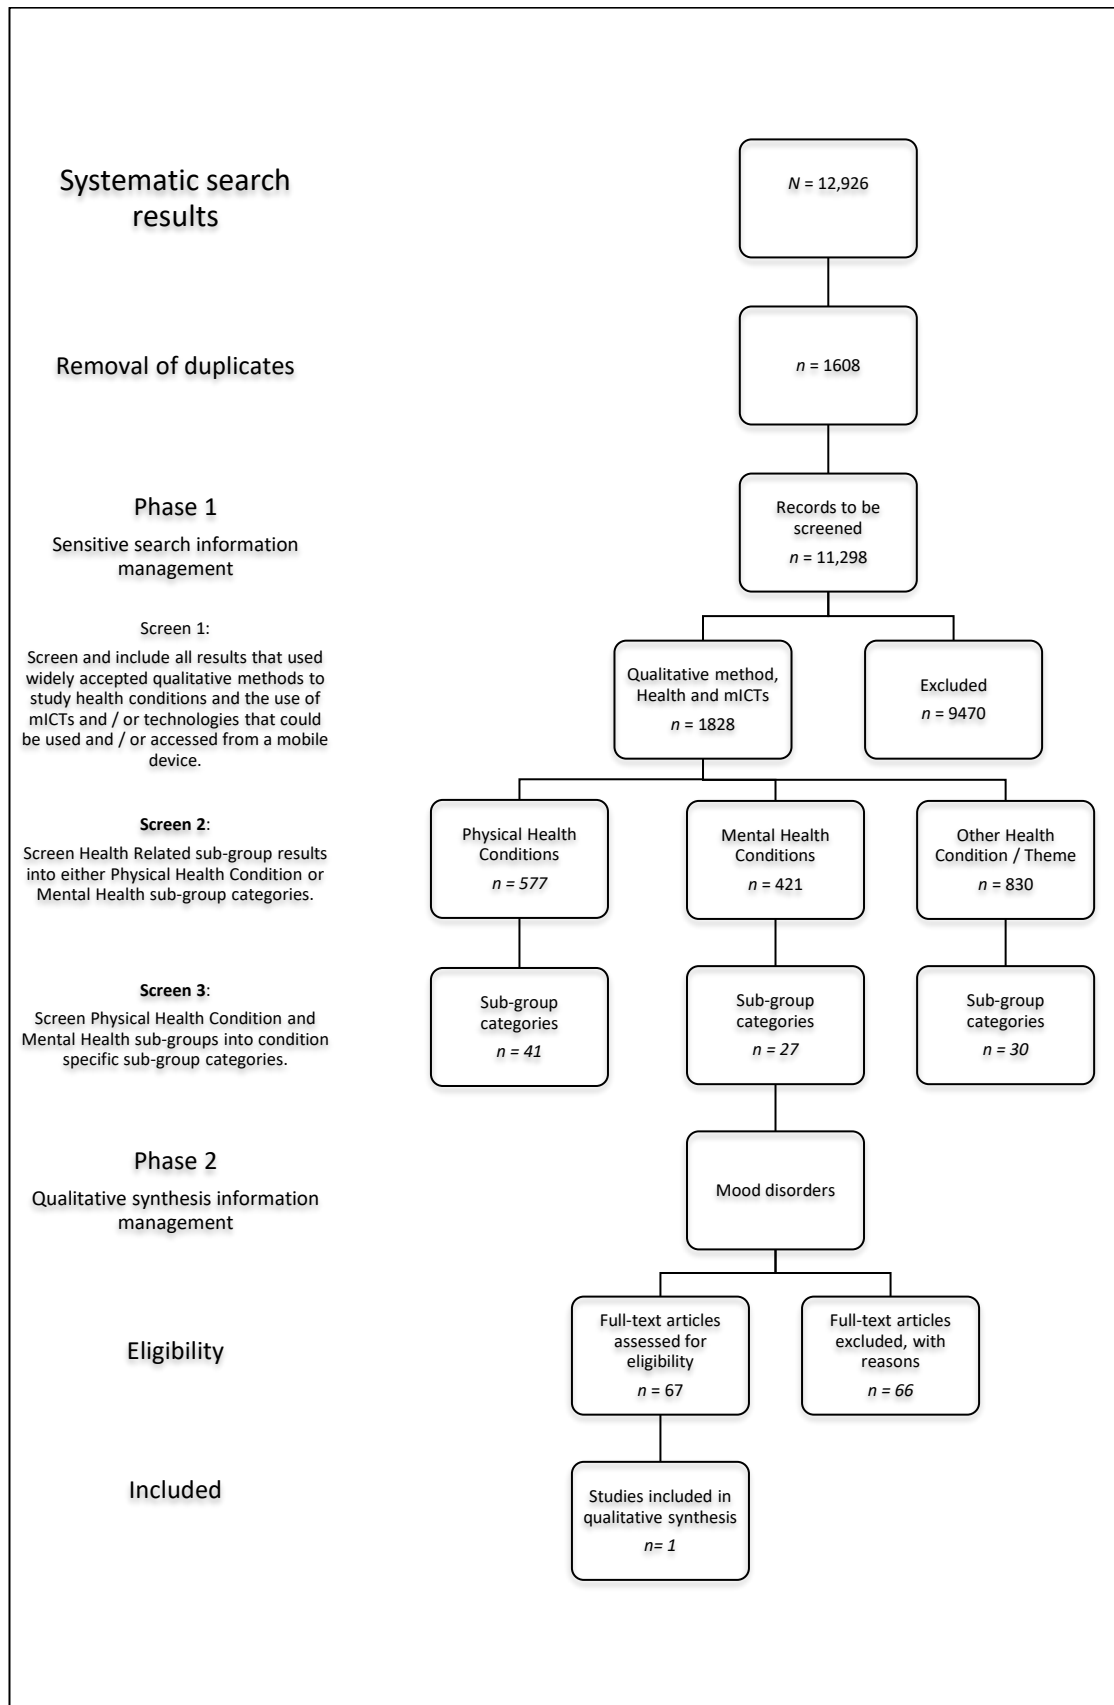 Systematic search
results
N = 12,926
Removal of duplicates
n = 1608
Phase 1
Sensitive search information
management
Records to be
screened
n = 11,298
Screen 1:
Screen and include all results that used
widely accepted qualitative methods to
study health conditions and the use of
mICTs and / or technologies that could
be used and / or accessed from a mobile
device.
Qualitative method,
Health and mICTs
n = 1828
Excluded
n = 9470
Screen 2:
Screen Health Related sub-group results
into either Physical Health Condition or
Mental Health sub-group categories.
Physical Health
Conditions
n = 577
Mental Health
Conditions
n = 421
Other Health
Condition / Theme
n = 830
Screen 3:
Screen Physical Health Condition and
Mental Health sub-groups into condition
specific sub-group categories.
Sub-group
categories
n = 41
Sub-group
categories
n = 27
Sub-group
categories
n = 30
Phase 2
Qualitative synthesis information
management
Mood disorders
Eligibility
Full-text articles
assessed for
eligibility
n = 67
Full-text articles
excluded, with
reasons
n = 66
Included
Studies included in
qualitative synthesis
n= 1